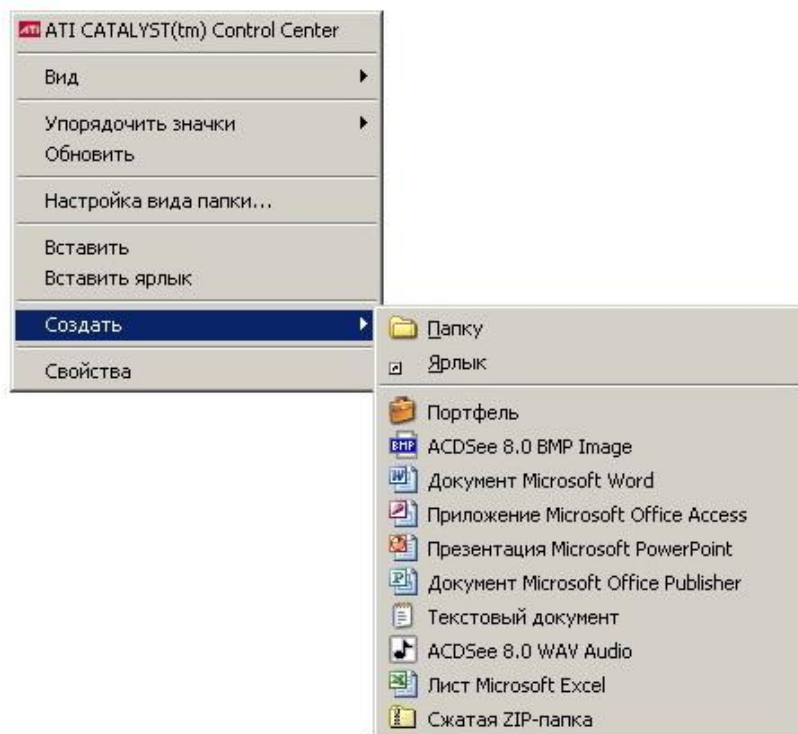 ATI ATI CATALYST(tm) Control Center
Вид
Упорядочить значки
Обновить
Настройка вида папки...
Вставить
Вставить ярлык
Создать
Свойства
Папку
Ярлык
Портфель
BMP ACDSee 8.0 BMP Image
Документ Microsoft Word
Приложение Microsoft Office Access
Презентация Microsoft PowerPoint
Документ Microsoft Office Publisher
Текстовый документ
ACDSee 8.0 WAV Audio
Лист Microsoft Excel
Сжатая ZIP-папка